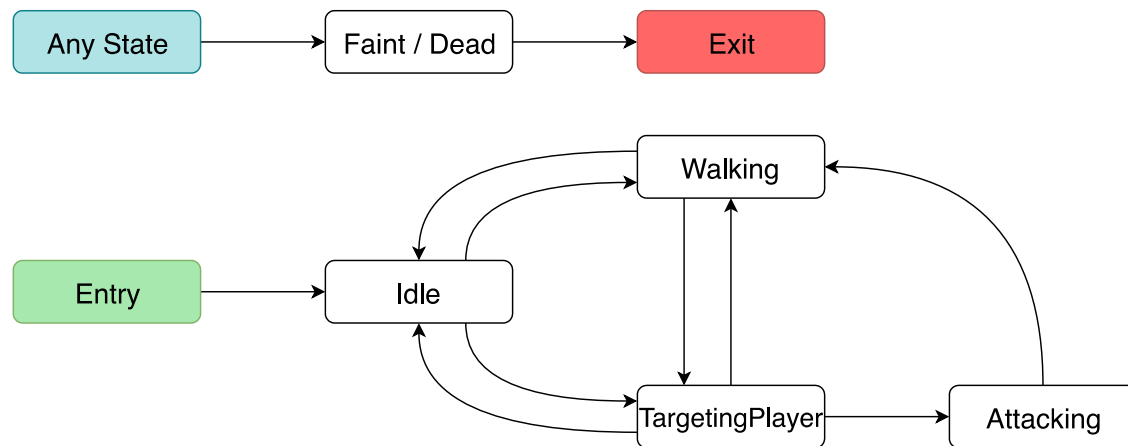 Any State
Faint / Dead
Exit
Walking
Entry
Idle
TargetingPlayer
Attacking